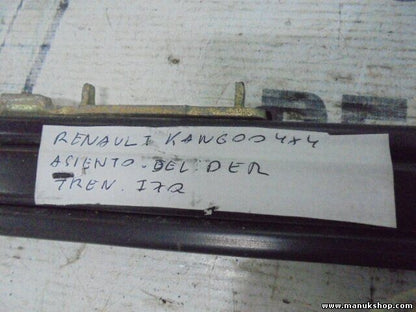 RENAULT KANGOO 4X4
ASIENTO-DEL DER
TREN. IZQ
www.manukshop.com